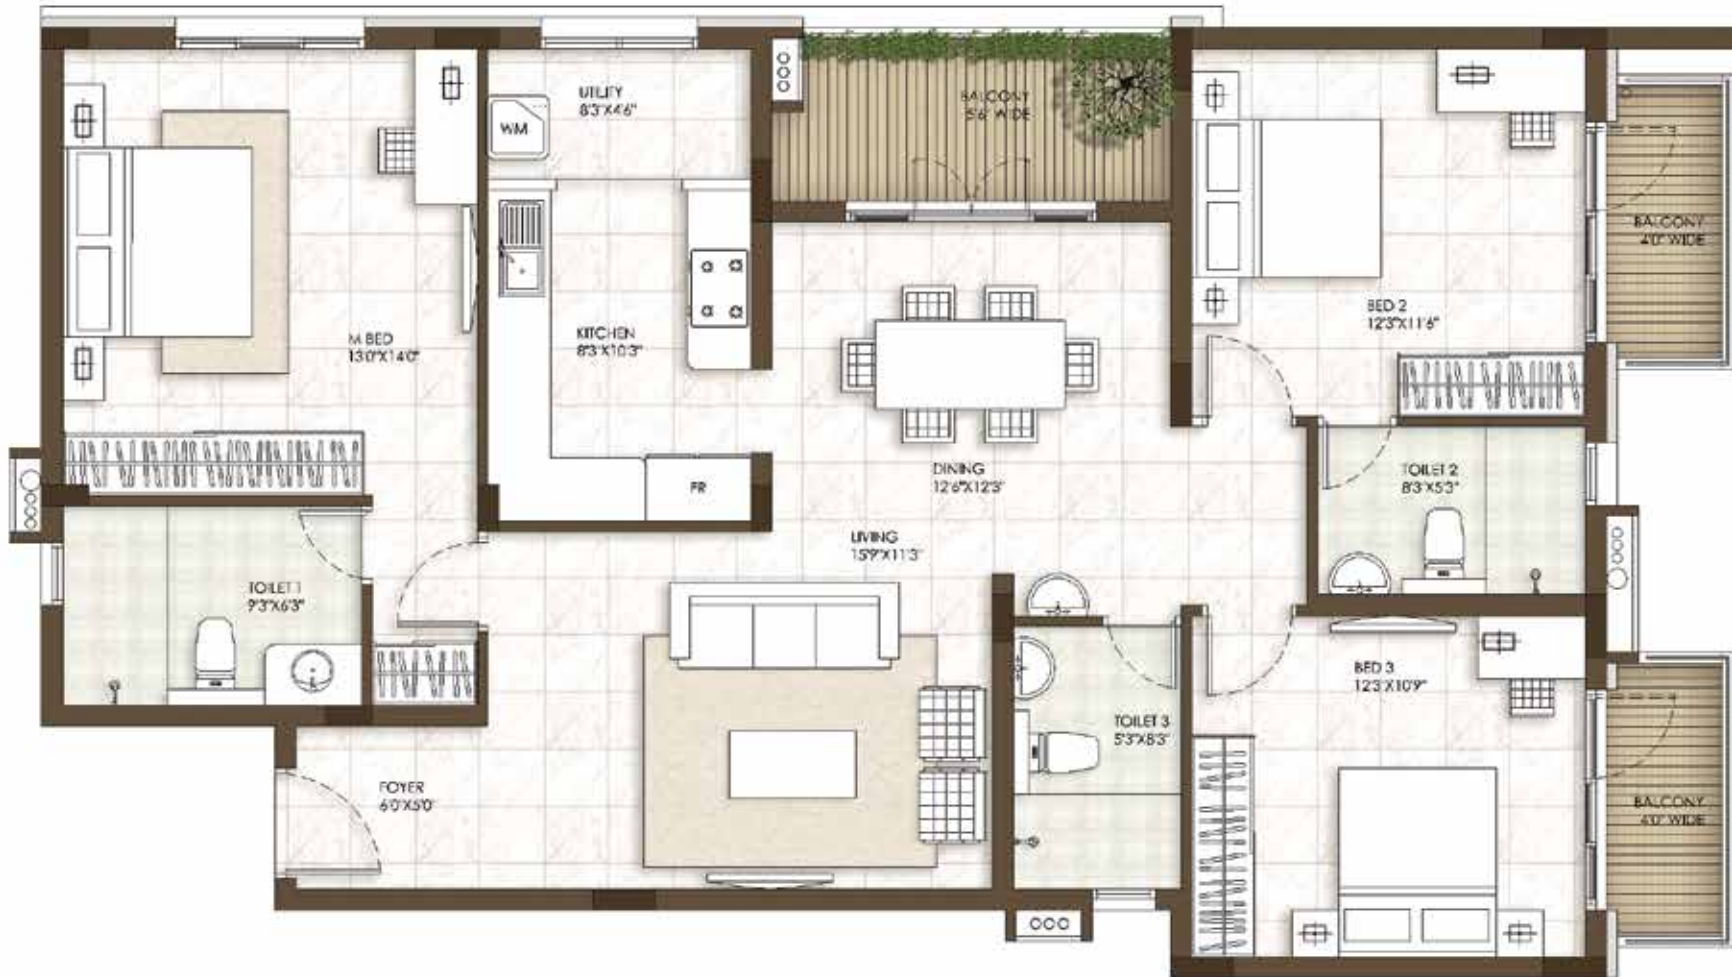 UTILITY
8'3"X4'6"
WM
BALCONY
5'6" WIDE
BALCONY
4'0" WIDE
M.BED
13'0"X14'0"
KITCHEN
8'3"X10'3"
BED 2
12'3"X11'6"
FR
DINING
12'6"X12'3"
TOILET 2
8'3"X5'3"
LIVING
15'9"X11'3"
TOILET 1
9'3"X6'3"
BED 3
12'3"X10'9"
TOILET 3
5'3"X8'3"
FOYER
6'0"X5'0"
BALCONY
4'0" WIDE